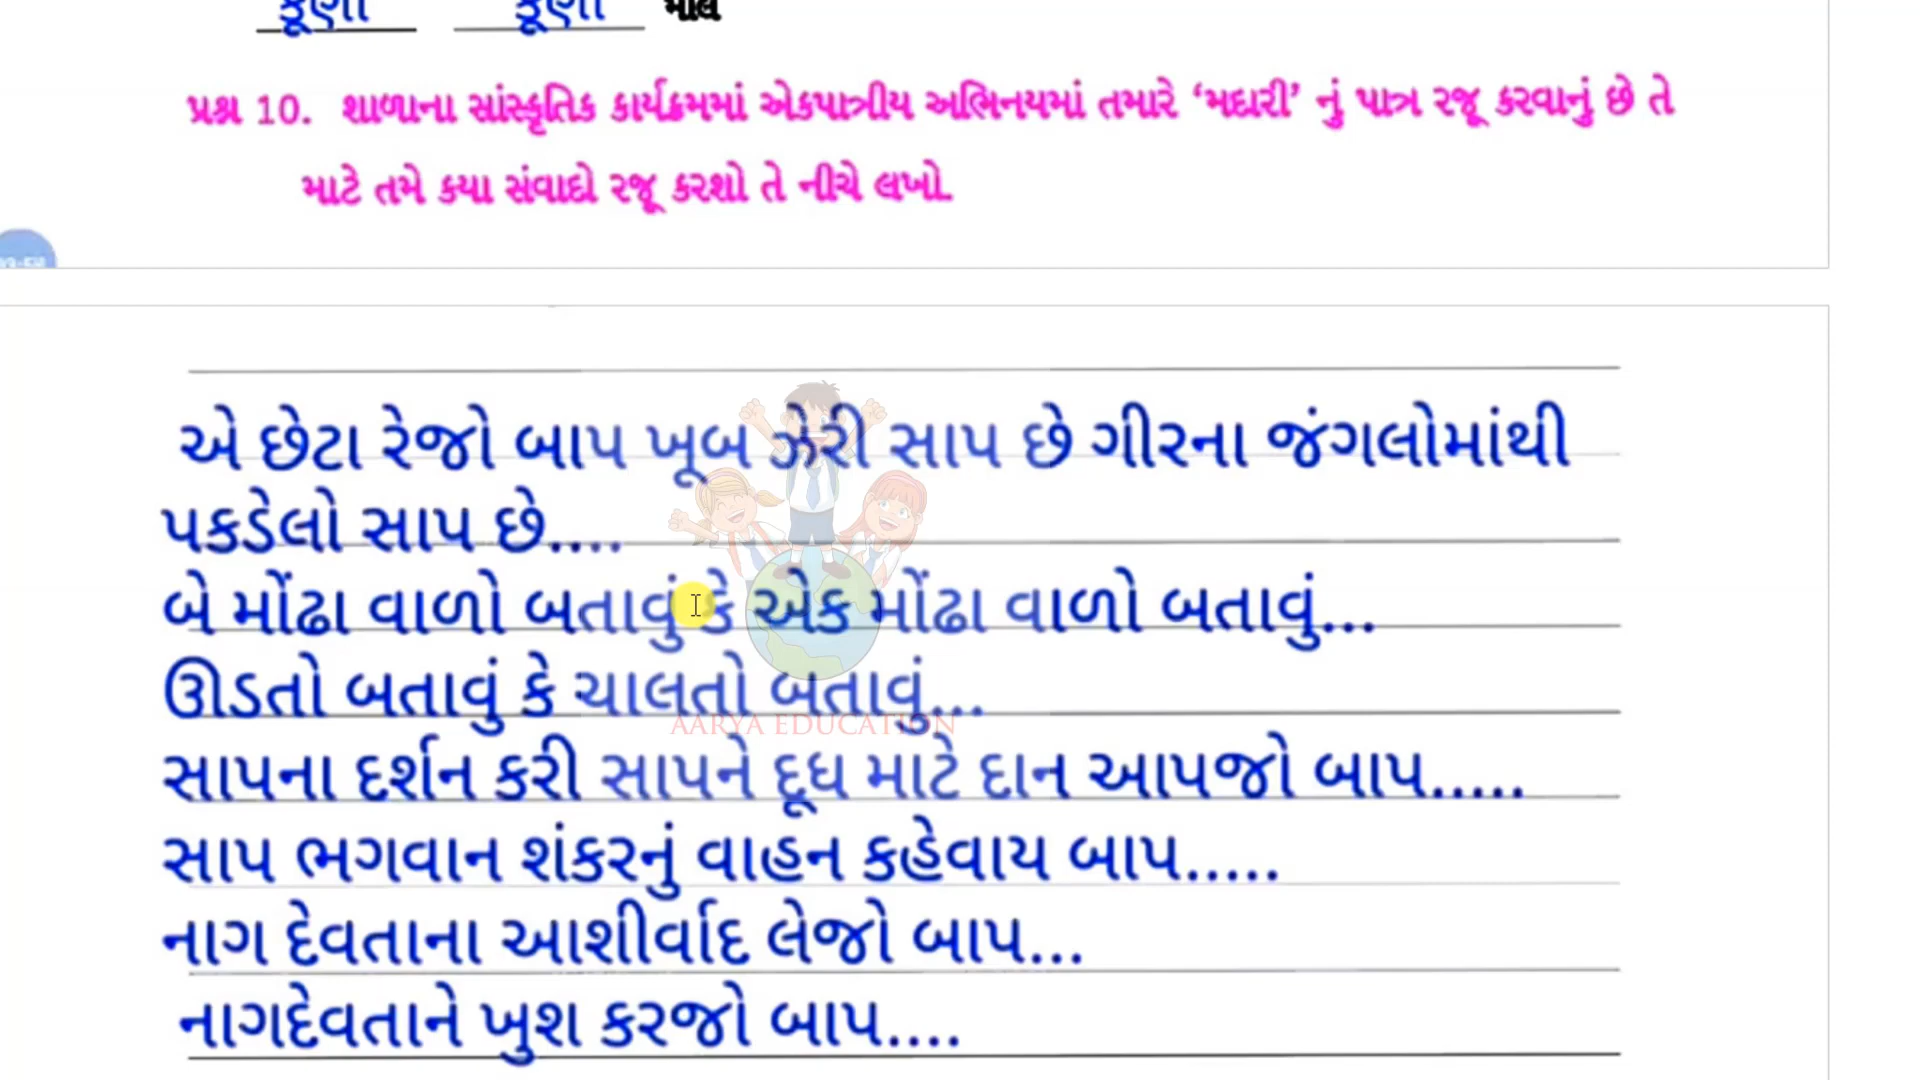 કૂણી કૂણી માલ
પ્રશ્ન 10. શાળાના સાંસ્કૃતિક કાર્યક્રમમાં એકપાત્રીય અભિનયમાં તમારે ‘મદારી’ નું પાત્ર રજૂ કરવાનું છે તે
માટે તમે કયા સંવાદો રજૂ કરશો તે નીચે લખો.
એ છેટા રેજો બાપ ખૂબ ઝેરી સાપ છે ગીરના જંગલોમાંથી
પકડેલો સાપ છે....
બે મોંઢા વાળો બતાવું કે એક મોંઢા વાળો બતાવું...
ઊડતો બતાવું કે ચાલતો બતાવું...
AARYA EDUCATION
સાપના દર્શન કરી સાપને દૂધ માટે દાન આપજો બાપ.....
સાપ ભગવાન શંકરનું વાહન કહેવાય બાપ.....
નાગ દેવતાના આશીર્વાદ લેજો બાપ...
નાગદેવતાને ખુશ કરજો બાપ....